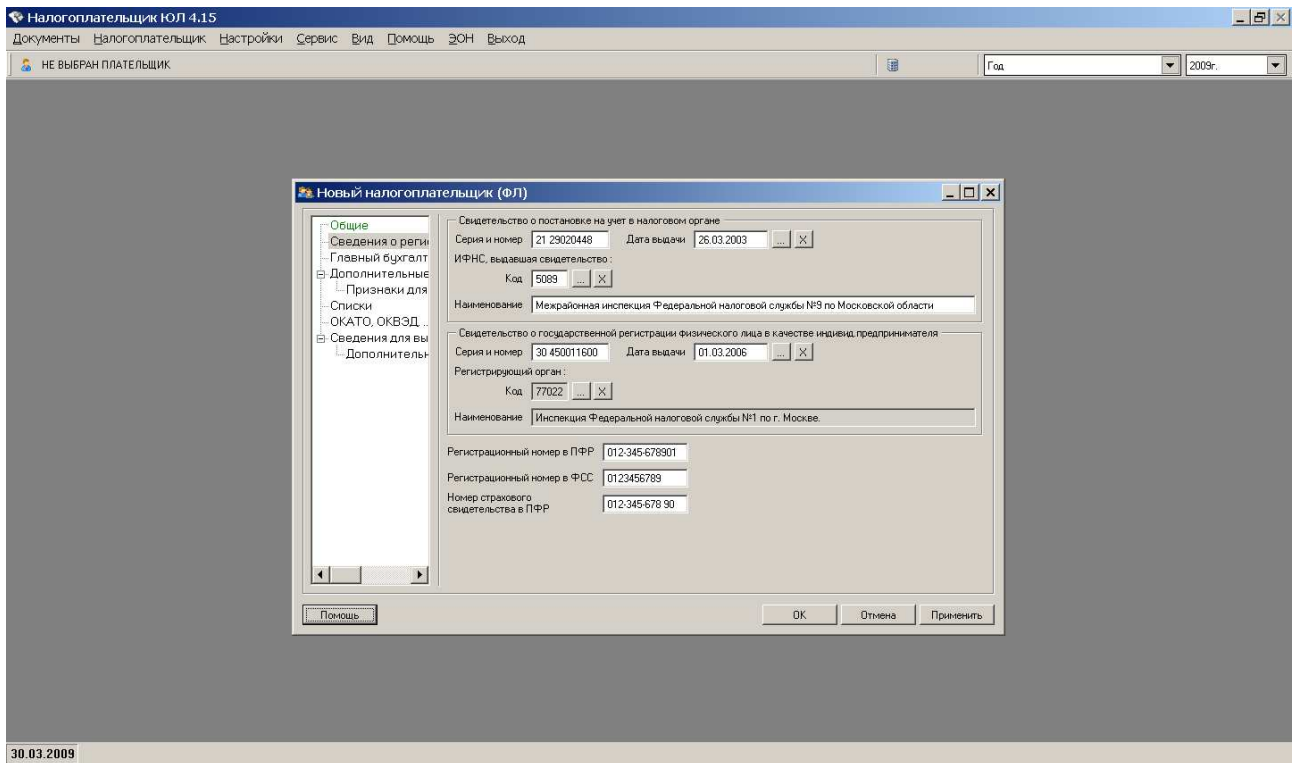 Налогоплательщик ЮЛ 4.15
Документы Налогоплательщик Настройки Сервис Вид Помощь ЭОН Выход
НЕ ВЫБРАН ПЛАТЕЛЬЩИК Год 2009г.
Новый налогоплательщик (ФЛ)
Общие
Сведения о реги
Главный бухгалт
Дополнительные
Признаки для
Списки
ОКАТО, ОКВЭД ..
Сведения для вы
Дополнительн
Свидетельство о постановке на учет в налоговом органе
Серия и номер 21 29020448 Дата выдачи 26.03.2003 ... X
ИФНС, выдавшая свидетельство :
Код 5089 ... X
Наименование Межрайонная инспекция Федеральной налоговой службы №9 по Московской области
Свидетельство о государственной регистрации физического лица в качестве индивид.предпринимателя
Серия и номер 30 450011600 Дата выдачи 01.03.2006 ... X
Регистрирующий орган :
Код 77022 ... X
Наименование Инспекция Федеральной налоговой службы №1 по г. Москве.
Регистрационный номер в ПФР 012-345-678901
Регистрационный номер в ФСС 0123456789
Номер страхового
свидетельства в ПФР 012-345-678 90
Помощь OK Отмена Применить
30.03.2009